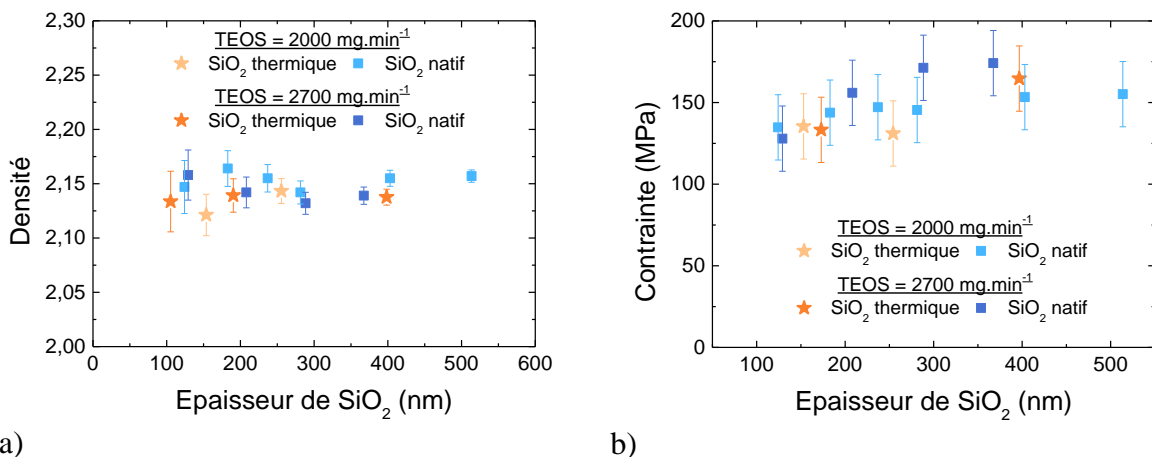 2,30
2,25
2,20
2,15
2,10
2,05
2,00
Densité
TEOS = 2000 mg.min⁻¹
SiO₂ thermique SiO₂ natif
TEOS = 2700 mg.min⁻¹
SiO₂ thermique SiO₂ natif
0 100 200 300 400 500 600
Epaisseur de SiO₂ (nm)
a)
200
150
100
50
0
Contrainte (MPa)
TEOS = 2000 mg.min⁻¹
SiO₂ thermique SiO₂ natif
TEOS = 2700 mg.min⁻¹
SiO₂ thermique SiO₂ natif
100 200 300 400 500
Epaisseur de SiO₂ (nm)
b)